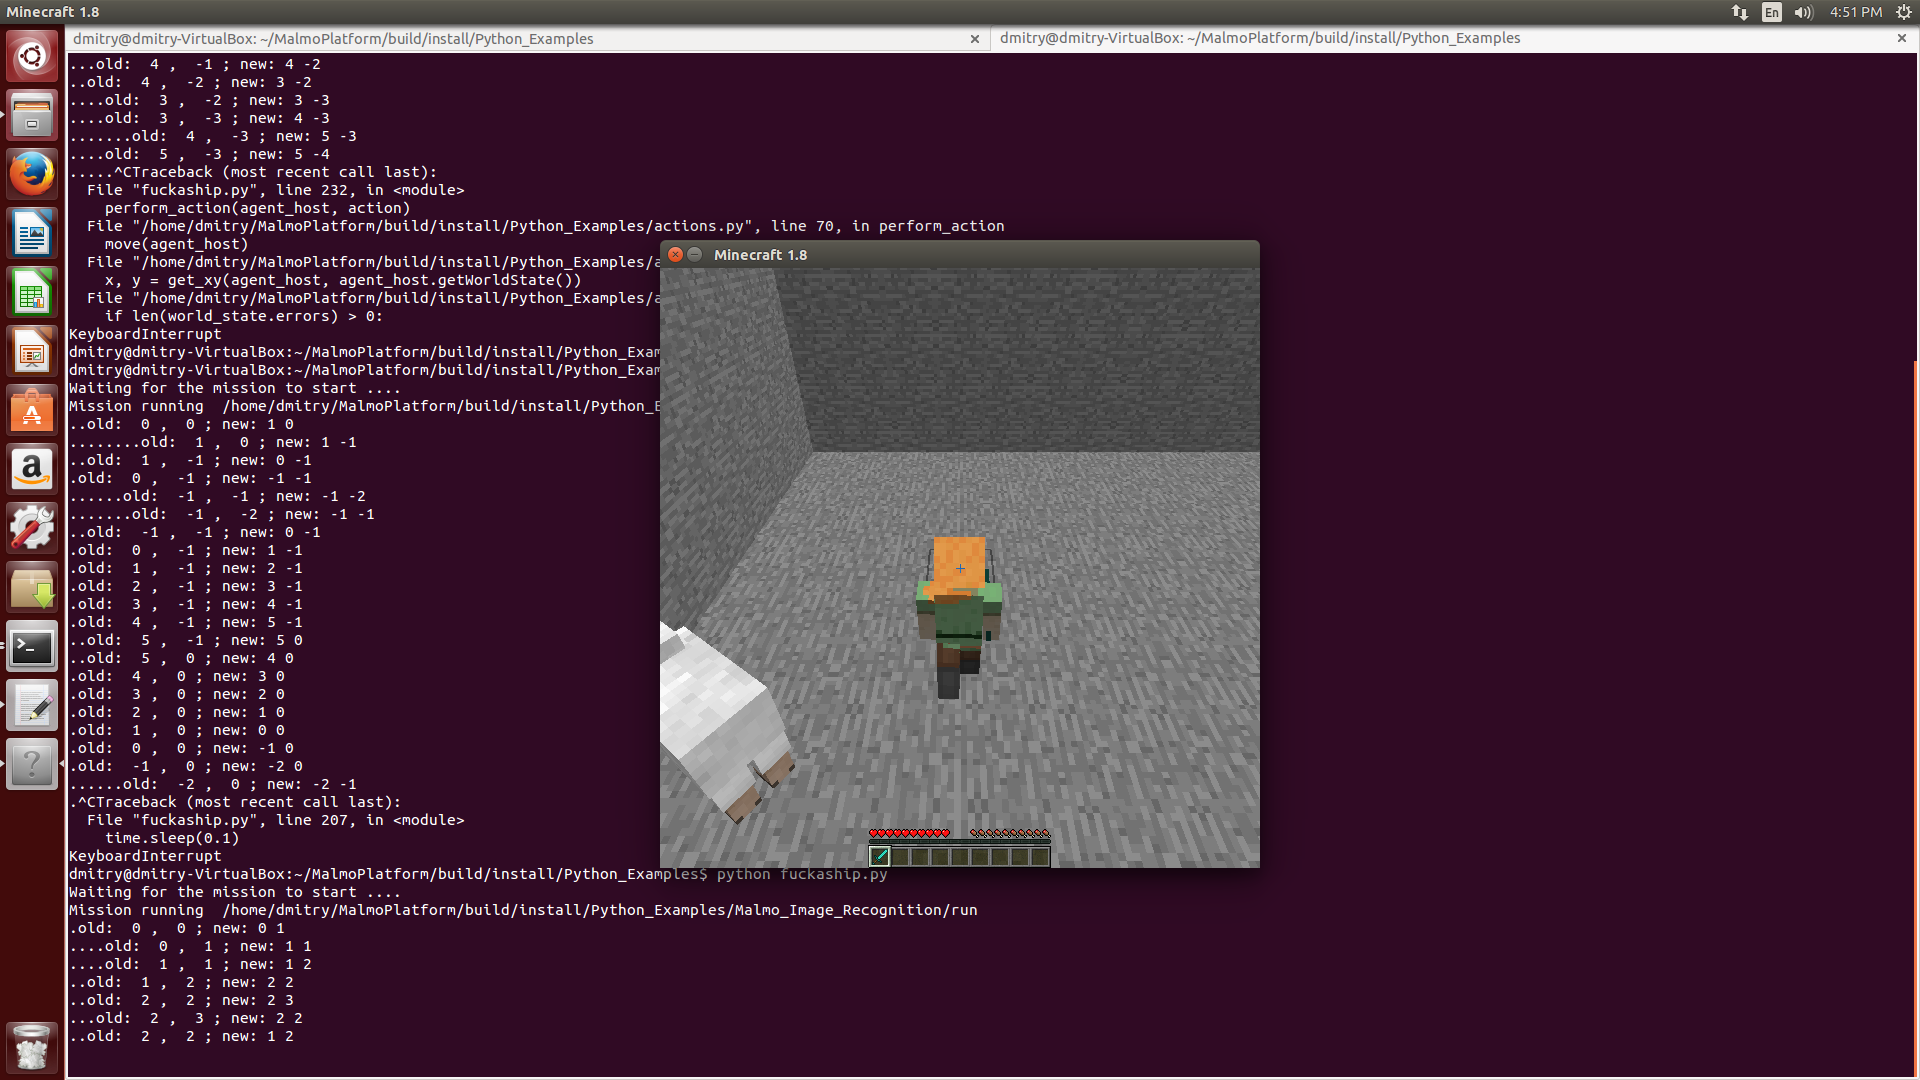 Minecraft 1.8
En
4:51 PM
dmitry@dmitry-VirtualBox: ~/MalmoPlatform/build/install/Python_Examples
dmitry@dmitry-VirtualBox: ~/MalmoPlatform/build/install/Python_Examples
...old:  4 ,  -1 ; new: 4 -2
..old:  4 ,  -2 ; new: 3 -2
....old:  3 ,  -2 ; new: 3 -3
....old:  3 ,  -3 ; new: 4 -3
.......old:  4 ,  -3 ; new: 5 -3
....old:  5 ,  -3 ; new: 5 -4
.....^CTraceback (most recent call last):
  File "fuckaship.py", line 232, in <module>
    perform_action(agent_host, action)
  File "/home/dmitry/MalmoPlatform/build/install/Python_Examples/actions.py", line 70, in perform_action
    move(agent_host)
  File "/home/dmitry/MalmoPlatform/build/install/Python_Examples/a
    x, y = get_xy(agent_host, agent_host.getWorldState())
  File "/home/dmitry/MalmoPlatform/build/install/Python_Examples/a
    if len(world_state.errors) > 0:
KeyboardInterrupt
dmitry@dmitry-VirtualBox:~/MalmoPlatform/build/install/Python_Exam
dmitry@dmitry-VirtualBox:~/MalmoPlatform/build/install/Python_Exam
Waiting for the mission to start ....
Mission running  /home/dmitry/MalmoPlatform/build/install/Python_E
..old:  0 ,  0 ; new: 1 0
........old:  1 ,  0 ; new: 1 -1
..old:  1 ,  -1 ; new: 0 -1
.old:  0 ,  -1 ; new: -1 -1
......old:  -1 ,  -1 ; new: -1 -2
.......old:  -1 ,  -2 ; new: -1 -1
..old:  -1 ,  -1 ; new: 0 -1
.old:  0 ,  -1 ; new: 1 -1
.old:  1 ,  -1 ; new: 2 -1
.old:  2 ,  -1 ; new: 3 -1
.old:  3 ,  -1 ; new: 4 -1
.old:  4 ,  -1 ; new: 5 -1
..old:  5 ,  -1 ; new: 5 0
..old:  5 ,  0 ; new: 4 0
.old:  4 ,  0 ; new: 3 0
.old:  3 ,  0 ; new: 2 0
.old:  2 ,  0 ; new: 1 0
.old:  1 ,  0 ; new: 0 0
.old:  0 ,  0 ; new: -1 0
.old:  -1 ,  0 ; new: -2 0
......old:  -2 ,  0 ; new: -2 -1
.^CTraceback (most recent call last):
  File "fuckaship.py", line 207, in <module>
    time.sleep(0.1)
KeyboardInterrupt
dmitry@dmitry-VirtualBox:~/MalmoPlatform/build/install/Python_Examples$ python fuckaship.py
Waiting for the mission to start ....
Mission running  /home/dmitry/MalmoPlatform/build/install/Python_Examples/Malmo_Image_Recognition/run
.old:  0 ,  0 ; new: 0 1
....old:  0 ,  1 ; new: 1 1
....old:  1 ,  1 ; new: 1 2
..old:  1 ,  2 ; new: 2 2
..old:  2 ,  2 ; new: 2 3
...old:  2 ,  3 ; new: 2 2
..old:  2 ,  2 ; new: 1 2
Minecraft 1.8